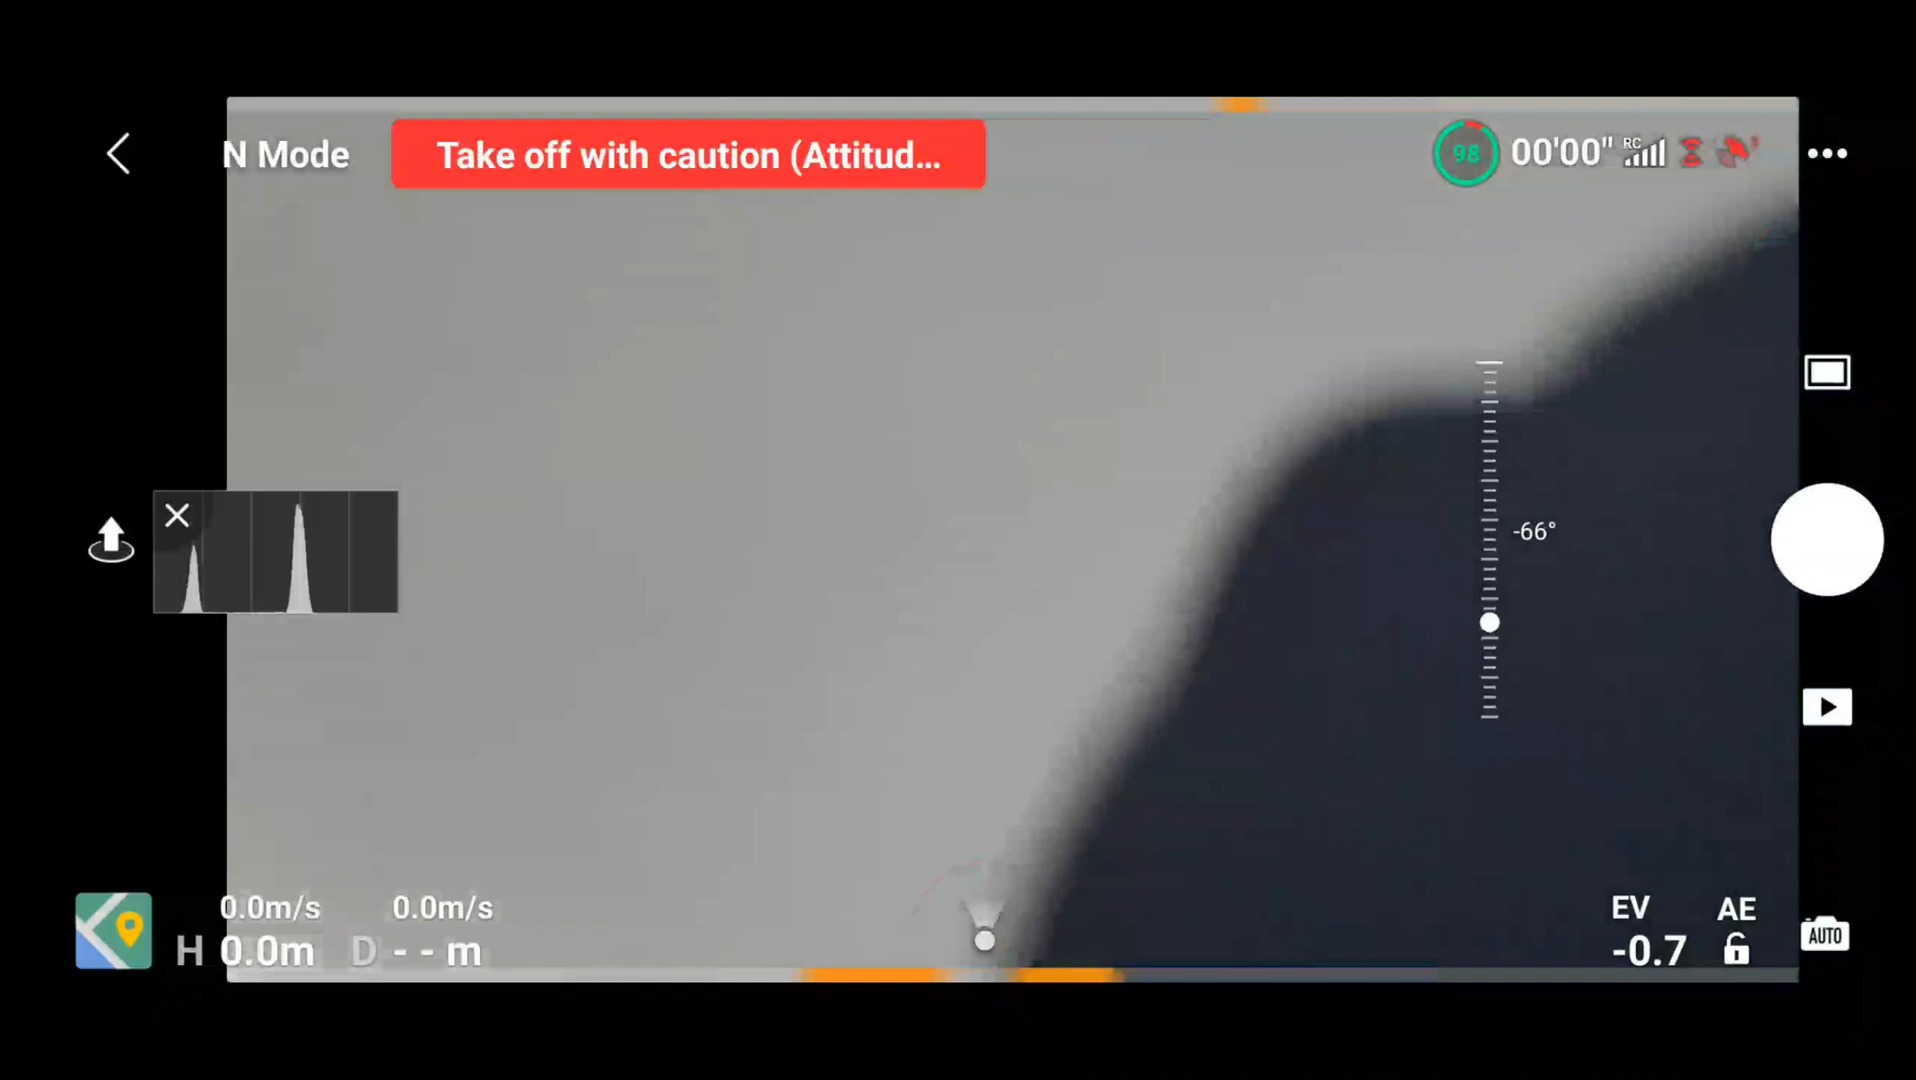 N Mode
Take off with caution (Attitud...
98
00'00"
RC
-66°
0.0m/s 0.0m/s
H 0.0m D - - m
EV AE
-0.7
AUTO